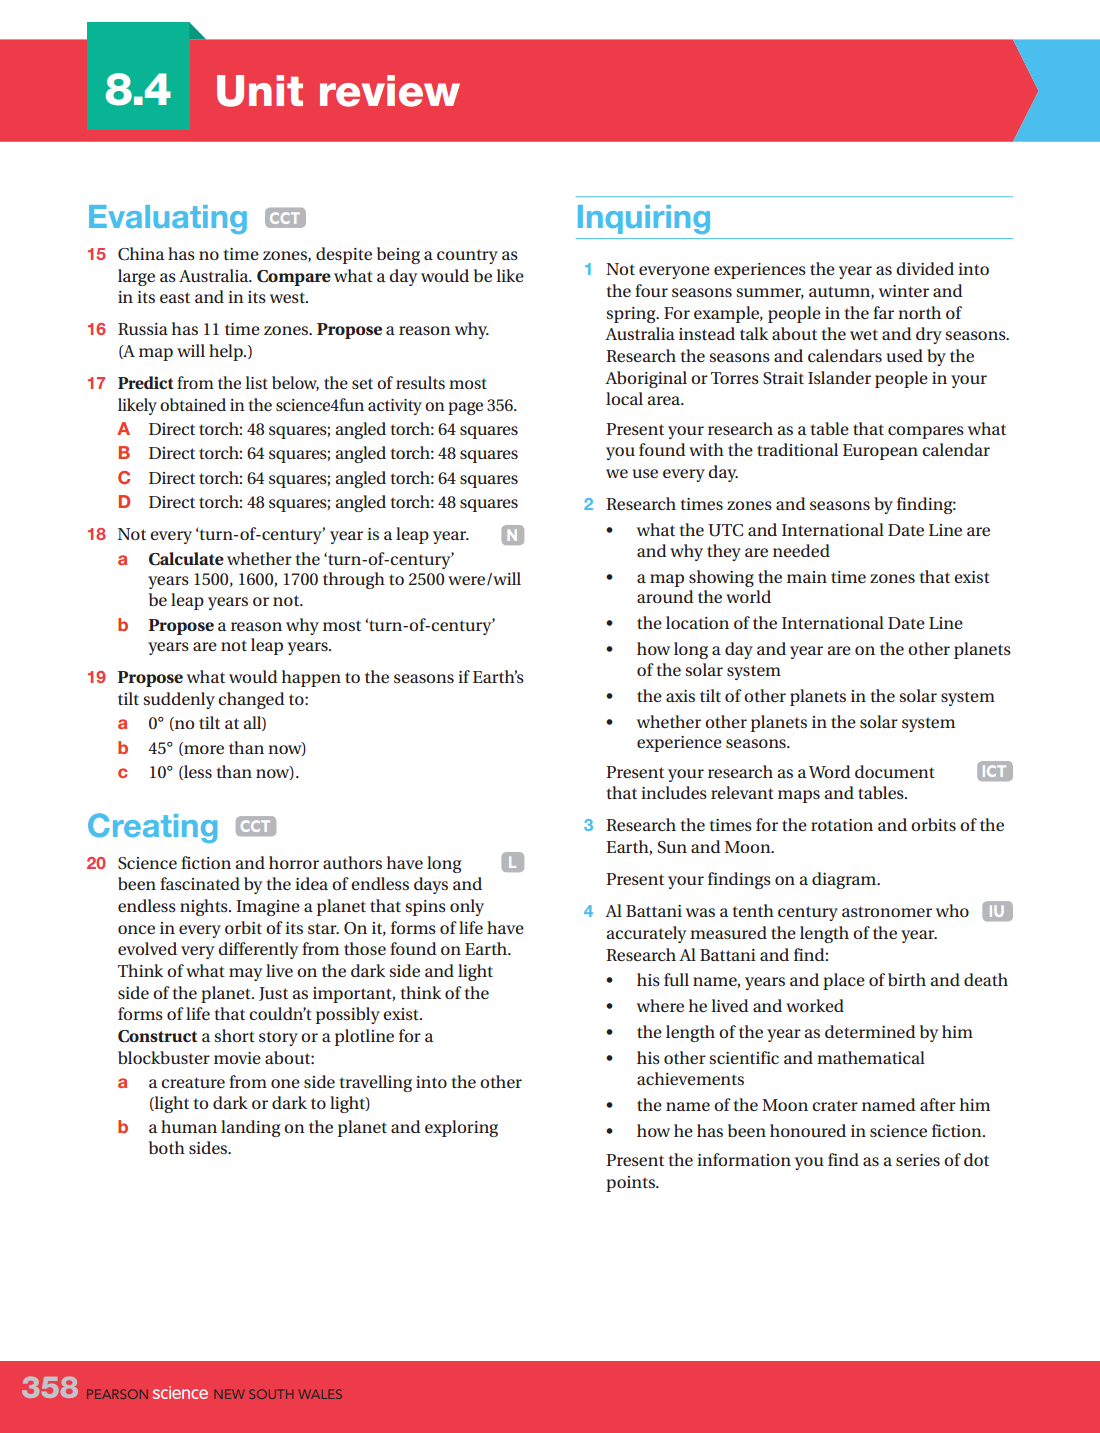 8.4 Unit review
Evaluating CCT
15 China has no time zones, despite being a country as
large as Australia. Compare what a day would be like
in its east and in its west.
16 Russia has 11 time zones. Propose a reason why.
(A map will help.)
17 Predict from the list below, the set of results most
likely obtained in the science4fun activity on page 356.
A Direct torch: 48 squares; angled torch: 64 squares
B Direct torch: 64 squares; angled torch: 48 squares
C Direct torch: 64 squares; angled torch: 64 squares
D Direct torch: 48 squares; angled torch: 48 squares
18 Not every ‘turn-of-century’ year is a leap year. N
a Calculate whether the ‘turn-of-century’
years 1500, 1600, 1700 through to 2500 were/will
be leap years or not.
b Propose a reason why most ‘turn-of-century’
years are not leap years.
19 Propose what would happen to the seasons if Earth’s
tilt suddenly changed to:
a 0° (no tilt at all)
b 45° (more than now)
c 10° (less than now).
Creating CCT
20 Science fiction and horror authors have long L
been fascinated by the idea of endless days and
endless nights. Imagine a planet that spins only
once in every orbit of its star. On it, forms of life have
evolved very differently from those found on Earth.
Think of what may live on the dark side and light
side of the planet. Just as important, think of the
forms of life that couldn’t possibly exist.
Construct a short story or a plotline for a
blockbuster movie about:
a a creature from one side travelling into the other
(light to dark or dark to light)
b a human landing on the planet and exploring
both sides.
Inquiring
1 Not everyone experiences the year as divided into
the four seasons summer, autumn, winter and
spring. For example, people in the far north of
Australia instead talk about the wet and dry seasons.
Research the seasons and calendars used by the
Aboriginal or Torres Strait Islander people in your
local area.
Present your research as a table that compares what
you found with the traditional European calendar
we use every day.
2 Research times zones and seasons by finding:
• what the UTC and International Date Line are
and why they are needed
• a map showing the main time zones that exist
around the world
• the location of the International Date Line
• how long a day and year are on the other planets
of the solar system
• the axis tilt of other planets in the solar system
• whether other planets in the solar system
experience seasons.
Present your research as a Word document ICT
that includes relevant maps and tables.
3 Research the times for the rotation and orbits of the
Earth, Sun and Moon.
Present your findings on a diagram.
4 Al Battani was a tenth century astronomer who IU
accurately measured the length of the year.
Research Al Battani and find:
• his full name, years and place of birth and death
• where he lived and worked
• the length of the year as determined by him
• his other scientific and mathematical
achievements
• the name of the Moon crater named after him
• how he has been honoured in science fiction.
Present the information you find as a series of dot
points.
358 PEARSON science NEW SOUTH WALES